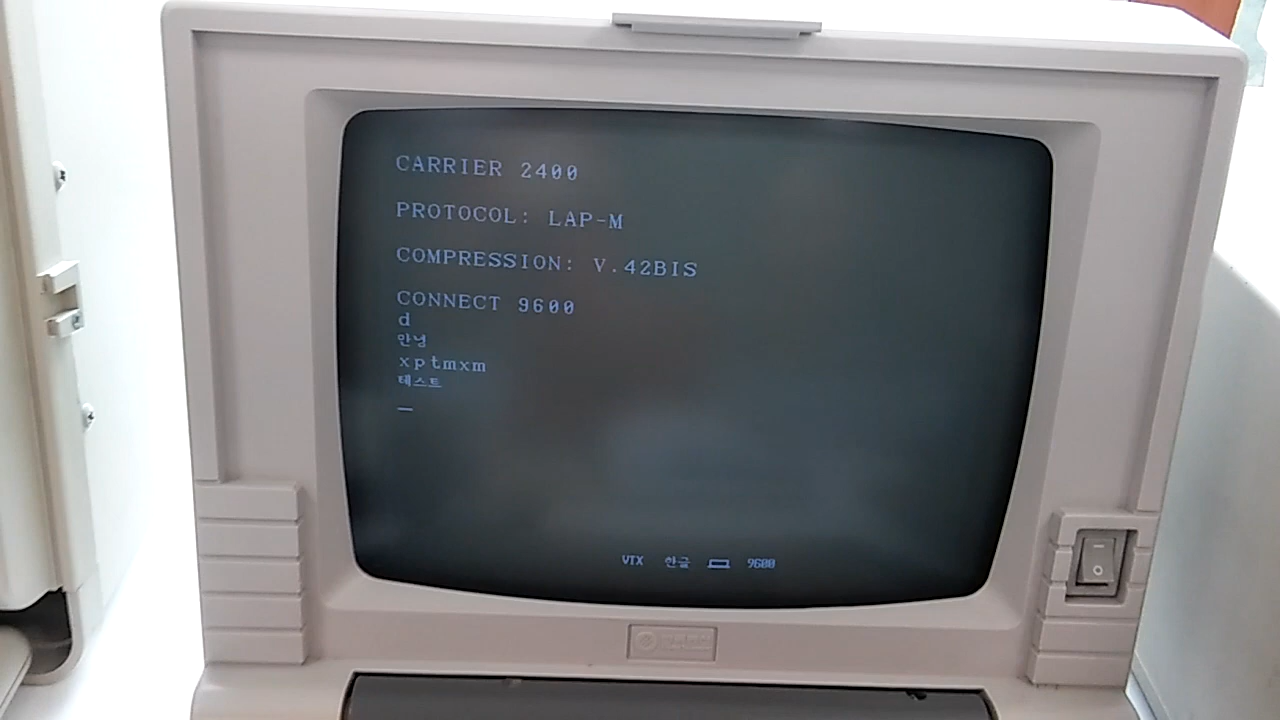 CARRIER 2400
PROTOCOL: LAP-M
COMPRESSION: V.42BIS
CONNECT 9600
d
안녕
xptmxm
테스트
VTX 한글 9600